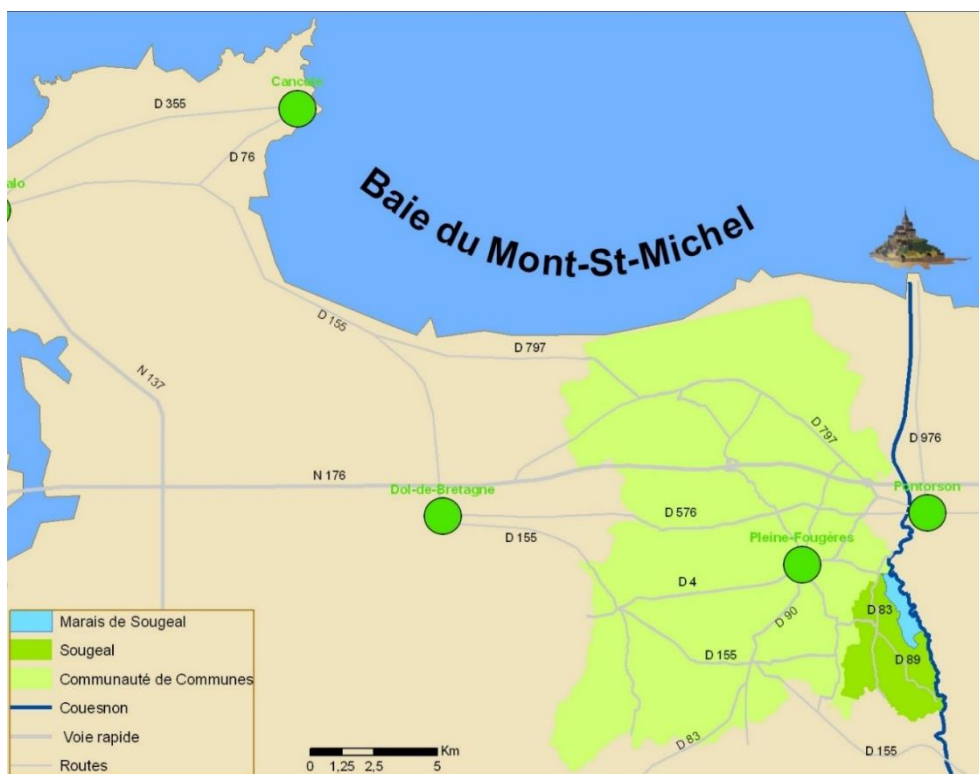 Cancale
D 355
D 76
alo
Baie du Mont-St-Michel
D 155
D 797
N 137
D 797
D 976
N 176
Dol-de-Bretagne
Pontorson
D 576
D 155
Pleine-Fougères
D 4
D 90
D 83
D 155
D 89
D 83
D 155
Marais de Sougeal
Sougeal
Communauté de Communes
Couesnon
Voie rapide
Routes
Km
0 1,25 2,5 5